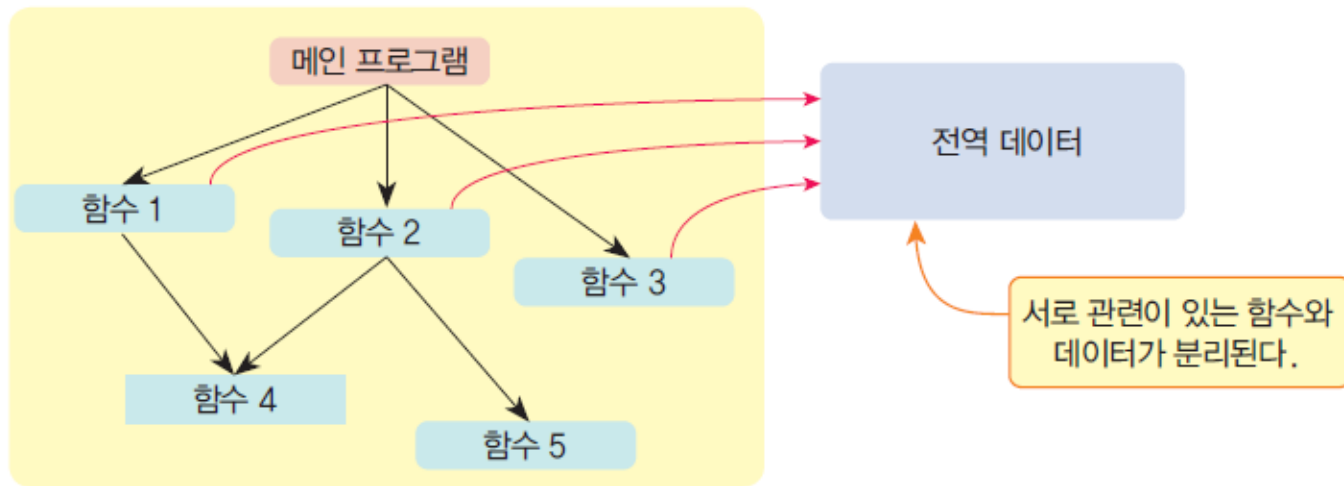 메인 프로그램
전역 데이터
함수 1
함수 2
함수 3
서로 관련이 있는 함수와
데이터가 분리된다.
함수 4
함수 5